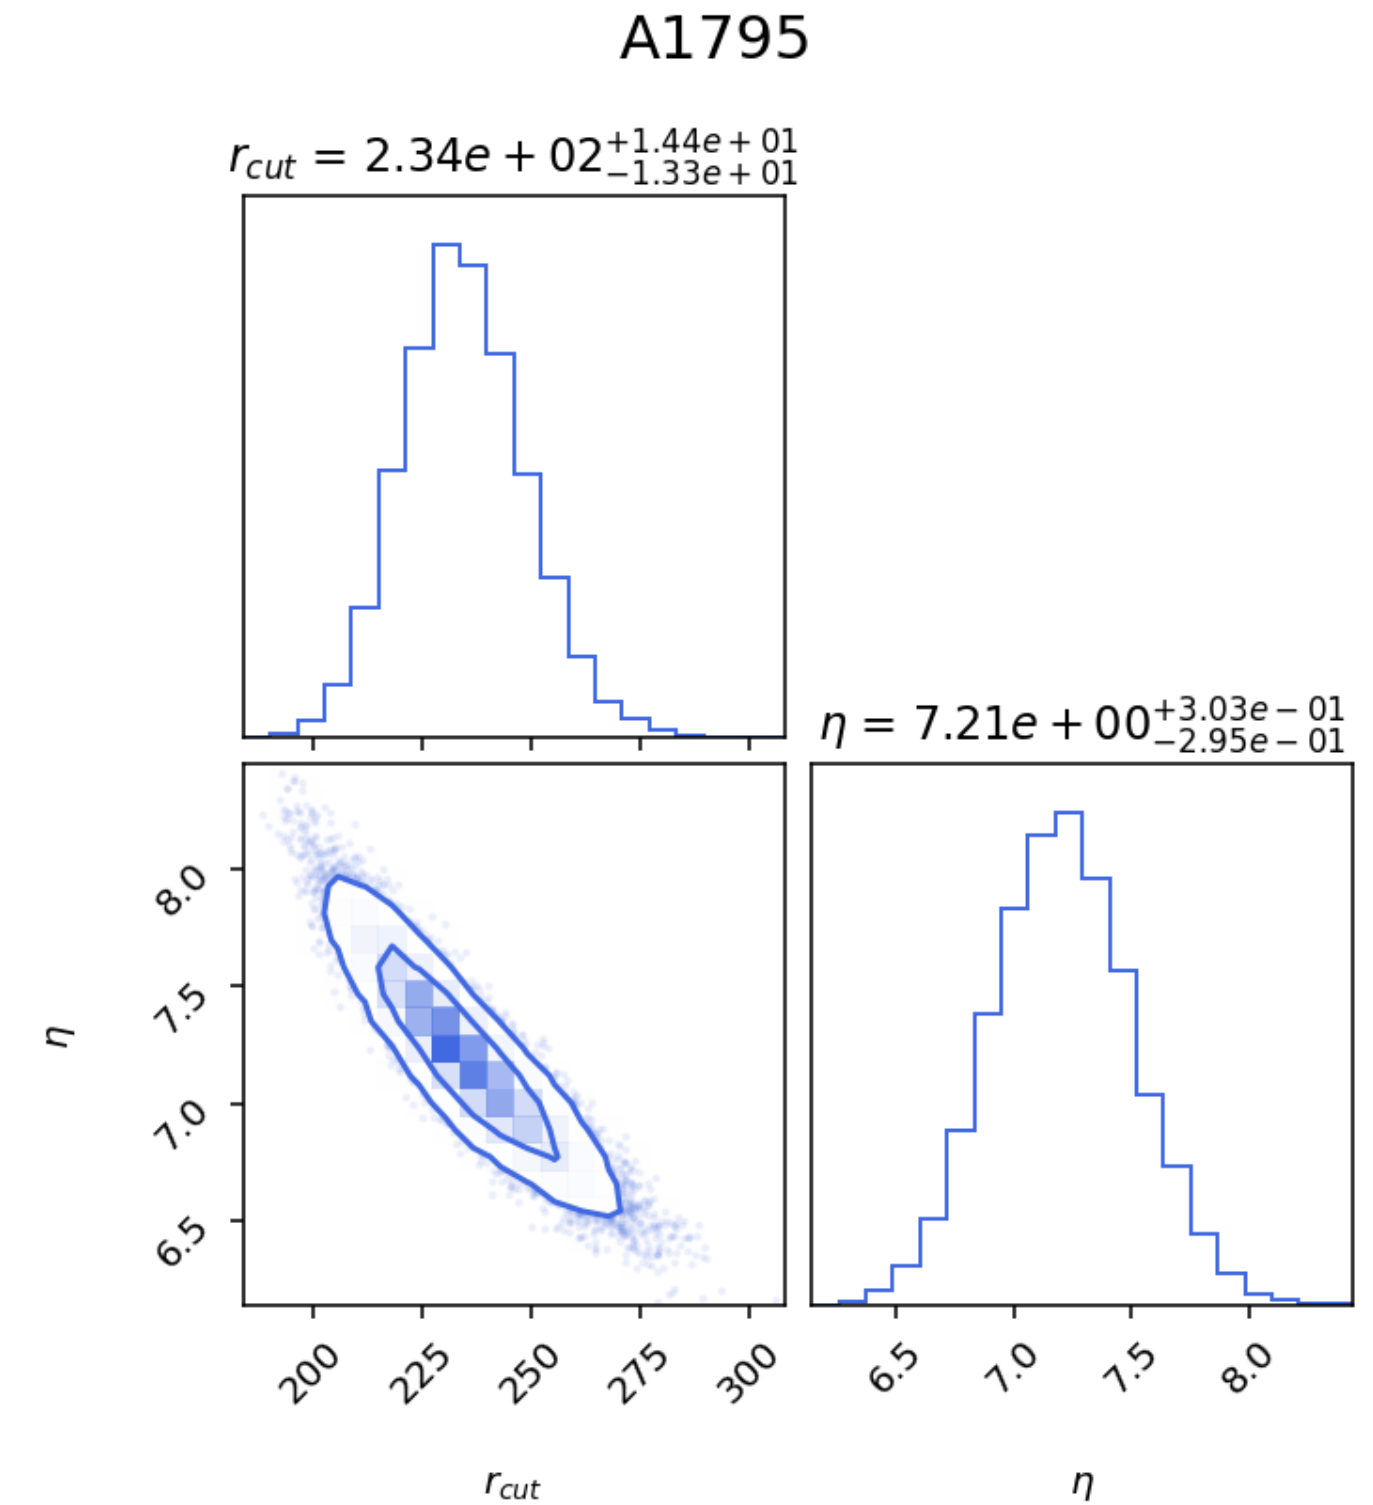 A1795
r_cut = 2.34e + 02 +1.44e + 01 −1.33e + 01
η = 7.21e + 00 +3.03e − 01 −2.95e − 01
η
8.0
7.5
7.0
6.5
200 225 250 275 300
6.5 7.0 7.5 8.0
r_cut
η